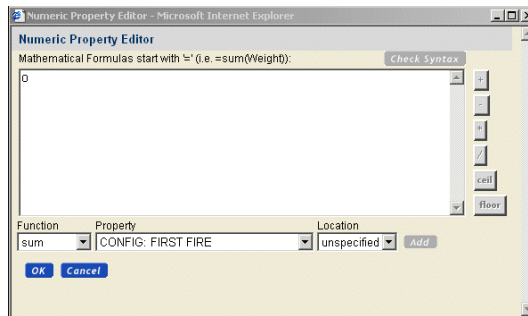 Numeric Property Editor - Microsoft Internet Explorer
Numeric Property Editor
Mathematical Formulas start with '=' (i.e. =sum(Weight)):
Check Syntax
0
+
-
*
/
ceil
floor
Function
Property
Location
sum
CONFIG: FIRST FIRE
unspecified
Add
OK
Cancel